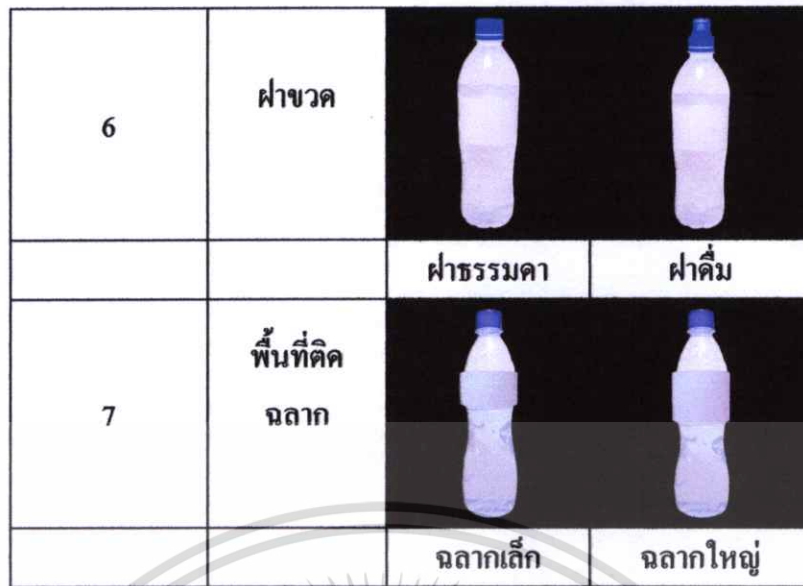 6
ฝาขวด
ฝาธรรมดา
ฝาดื่ม
7
พื้นที่ติด
ฉลาก
ฉลากเล็ก
ฉลากใหญ่